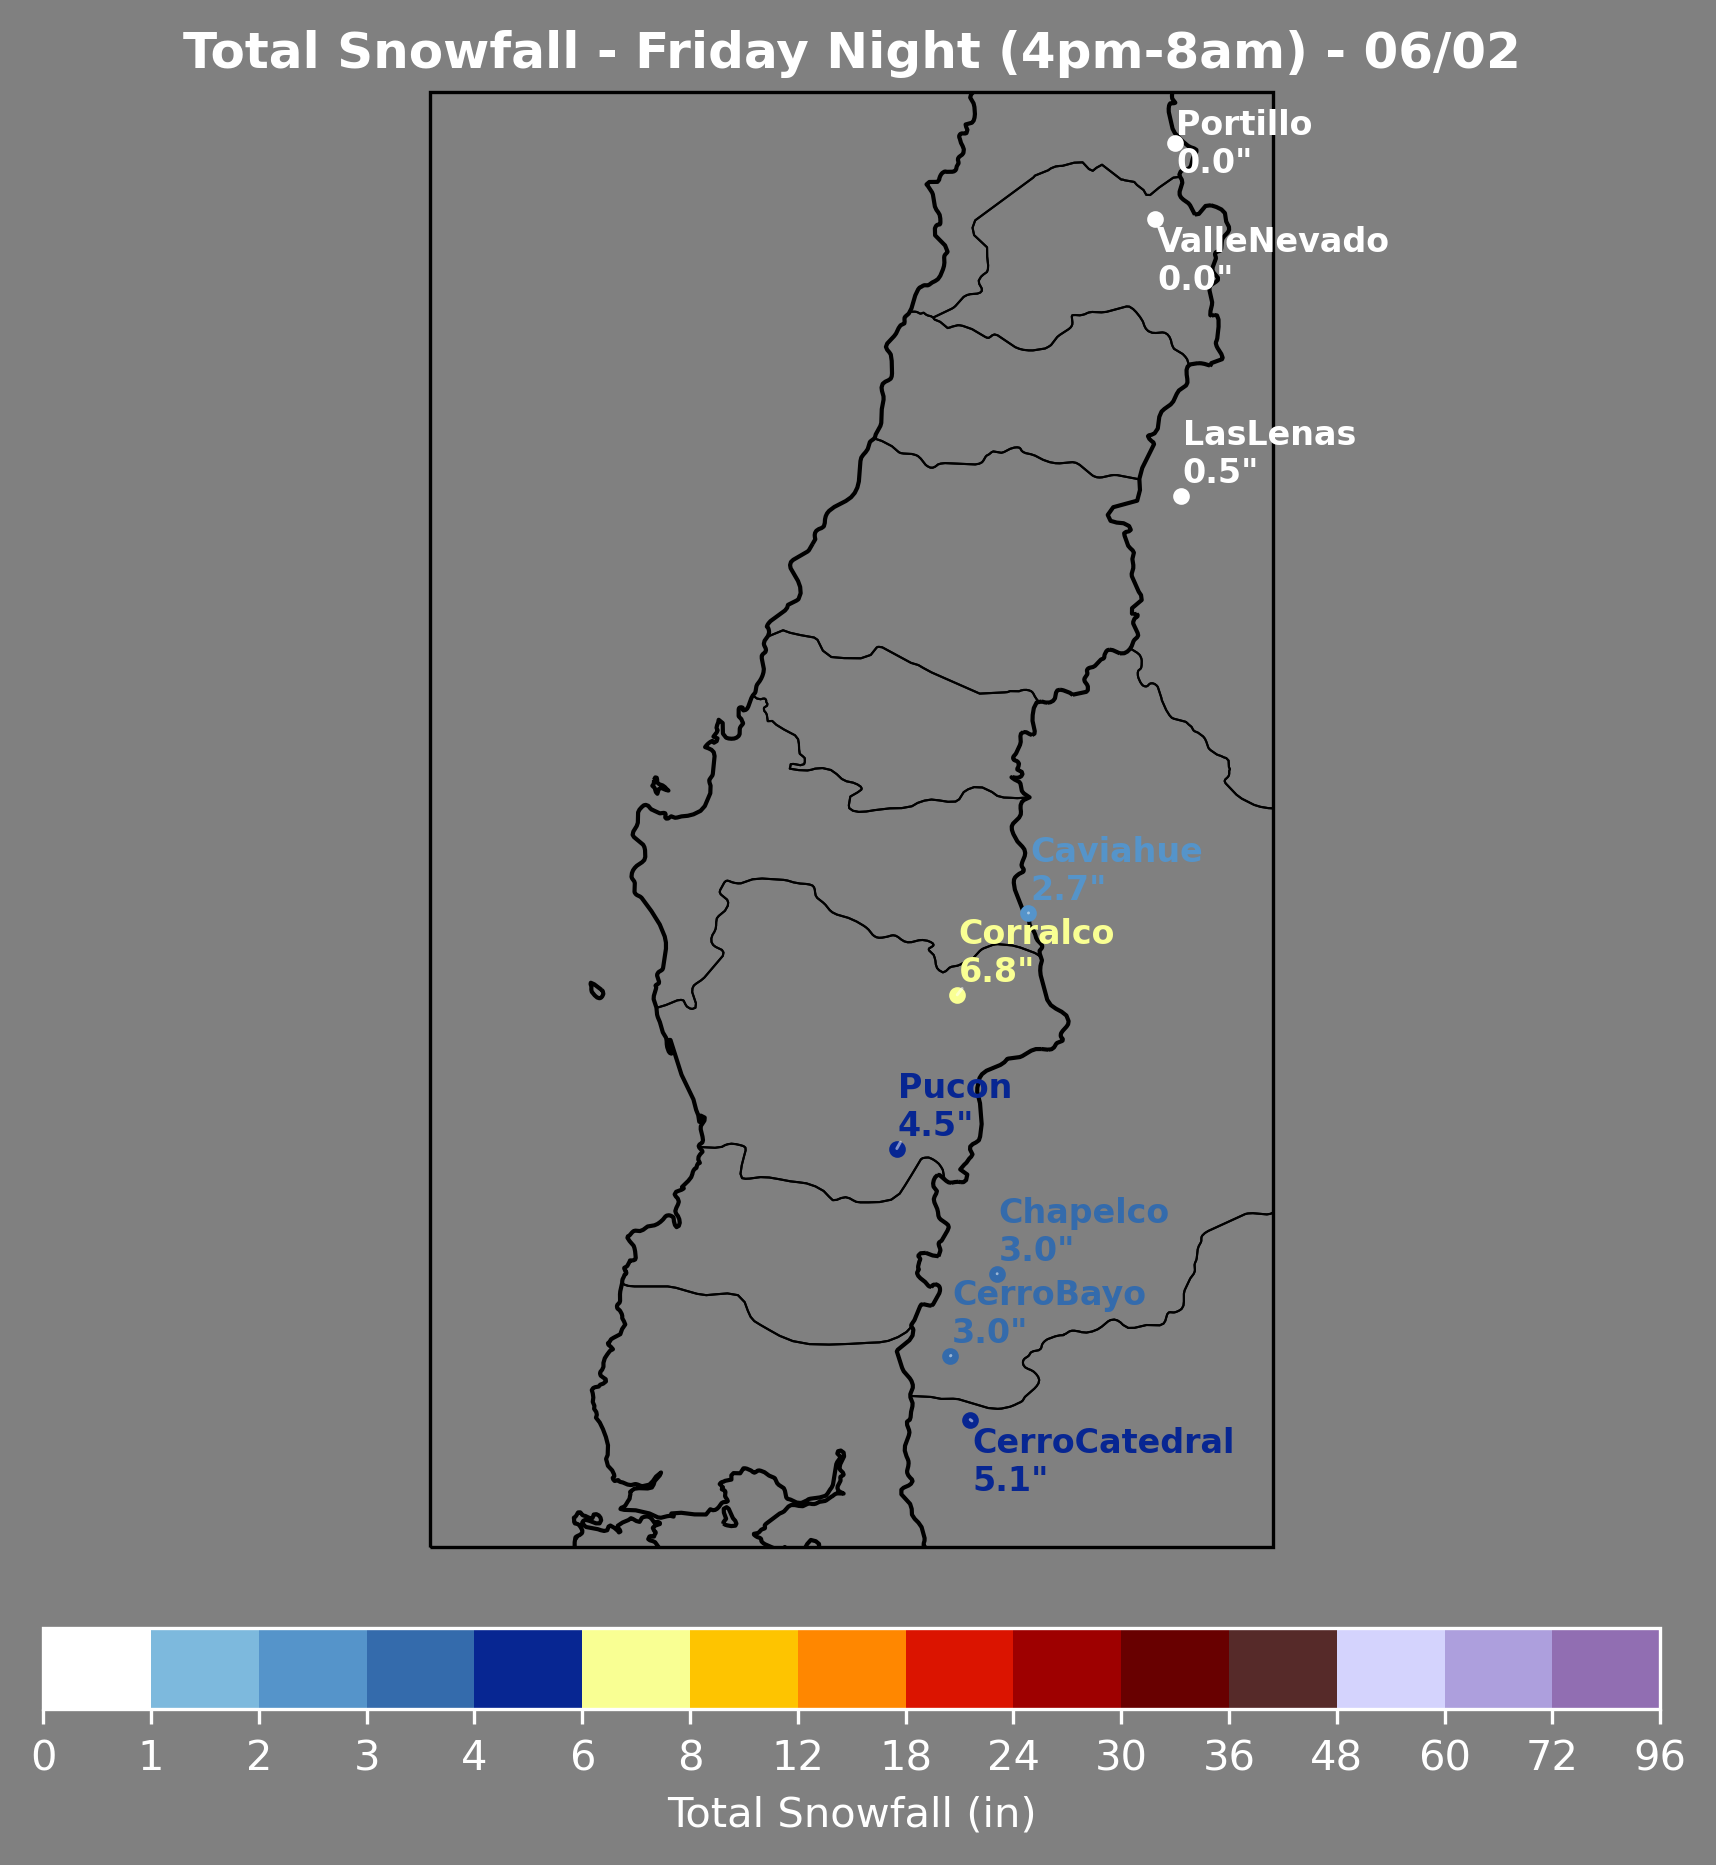 Total Snowfall - Friday Night (4pm-8am) - 06/02
Portillo
0.0"
ValleNevado
0.0"
LasLenas
0.5"
Caviahue
2.7"
Corralco
6.8"
Pucon
4.5"
Chapelco
3.0"
CerroBayo
3.0"
CerroCatedral
5.1"
0 1 2 3 4 6 8 12 18 24 30 36 48 60 72 96
Total Snowfall (in)